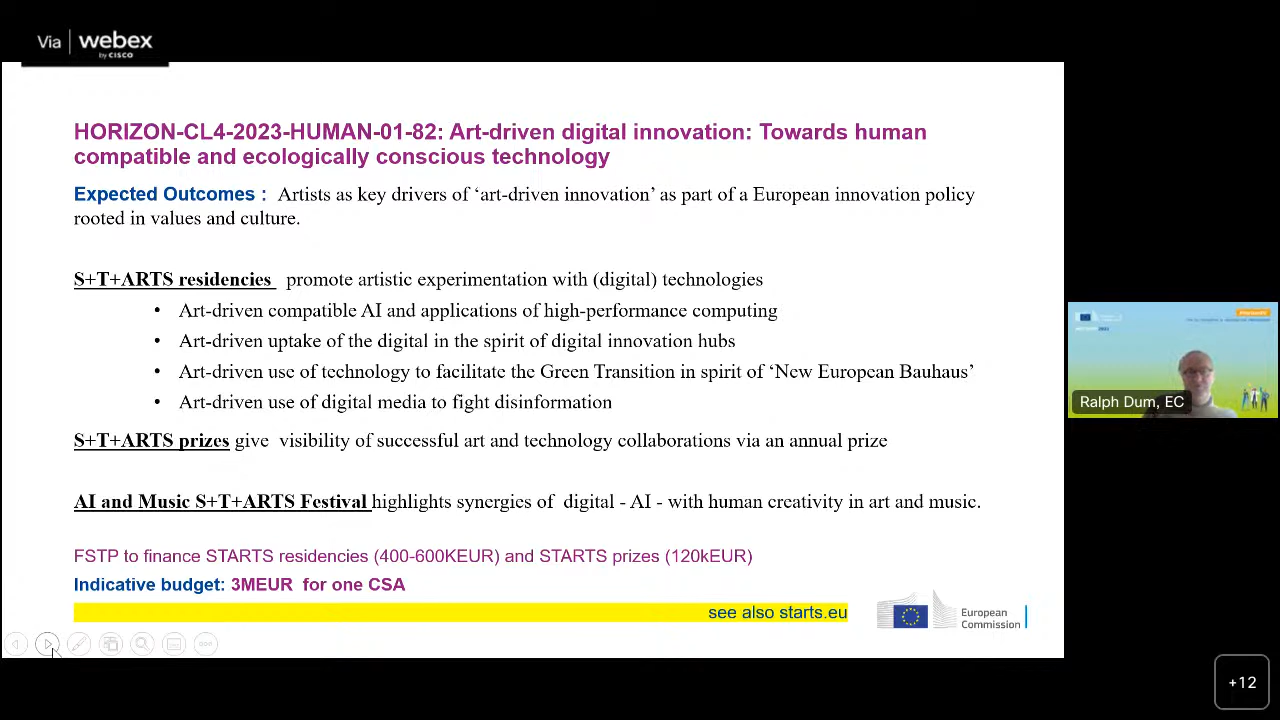 Via webex
by CISCO
HORIZON-CL4-2023-HUMAN-01-82: Art-driven digital innovation: Towards human
compatible and ecologically conscious technology
Expected Outcomes : Artists as key drivers of ‘art-driven innovation’ as part of a European innovation policy
rooted in values and culture.
S+T+ARTS residencies promote artistic experimentation with (digital) technologies
• Art-driven compatible AI and applications of high-performance computing
• Art-driven uptake of the digital in the spirit of digital innovation hubs
• Art-driven use of technology to facilitate the Green Transition in spirit of ‘New European Bauhaus’
• Art-driven use of digital media to fight disinformation
S+T+ARTS prizes give visibility of successful art and technology collaborations via an annual prize
AI and Music S+T+ARTS Festival highlights synergies of digital - AI - with human creativity in art and music.
FSTP to finance STARTS residencies (400-600KEUR) and STARTS prizes (120kEUR)
Indicative budget: 3MEUR for one CSA
see also starts.eu
European
Commission
Ralph Dum, EC
+12